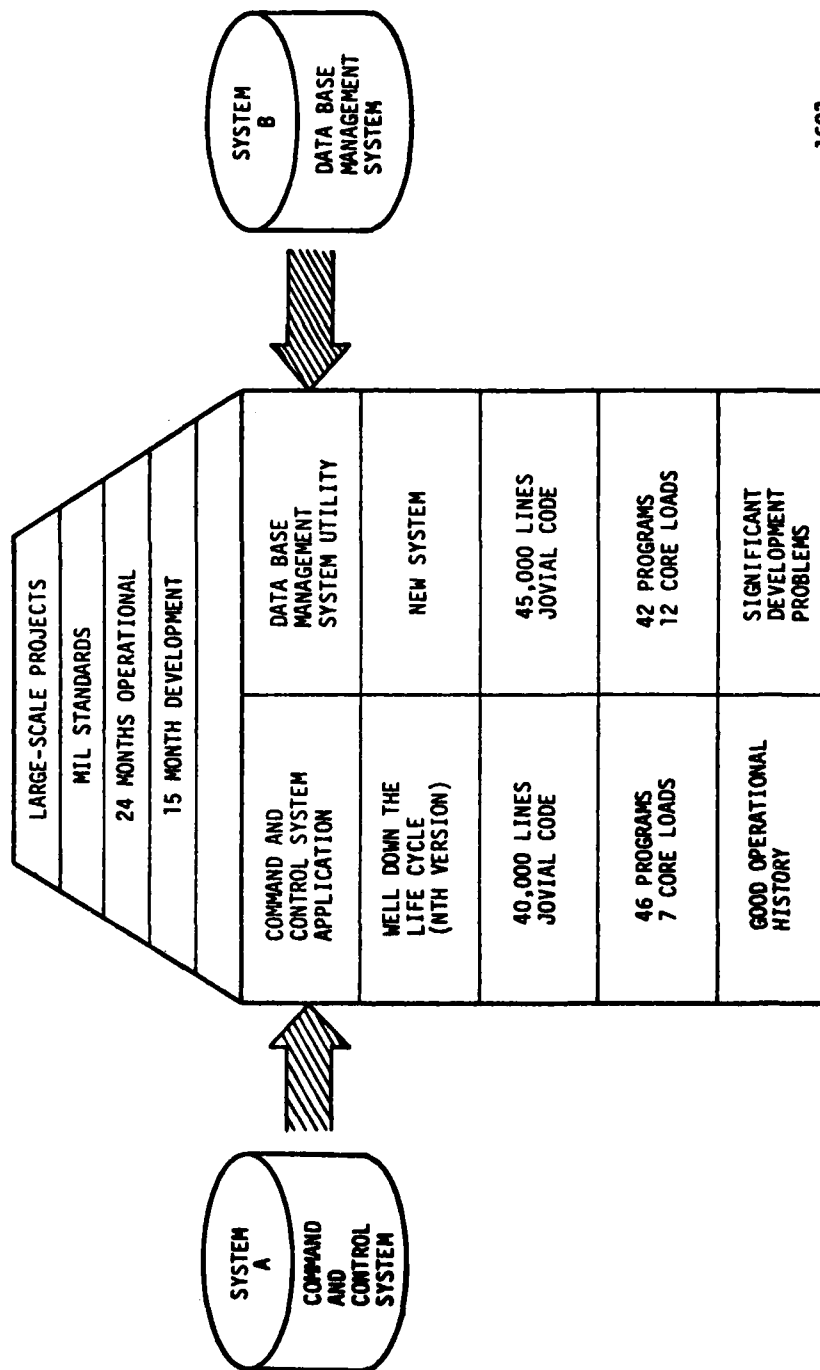 LARGE-SCALE PROJECTS
MIL STANDARDS
24 MONTHS OPERATIONAL
15 MONTH DEVELOPMENT
SYSTEM
A
COMMAND
AND
CONTROL
SYSTEM
COMMAND AND
CONTROL SYSTEM
APPLICATION
WELL DOWN THE
LIFE CYCLE
(NTH VERSION)
40,000 LINES
JOVIAL CODE
46 PROGRAMS
7 CORE LOADS
GOOD OPERATIONAL
HISTORY
DATA BASE
MANAGEMENT
SYSTEM UTILITY
NEW SYSTEM
45,000 LINES
JOVIAL CODE
42 PROGRAMS
12 CORE LOADS
SIGNIFICANT
DEVELOPMENT
PROBLEMS
SYSTEM
B
DATA BASE
MANAGEMENT
SYSTEM